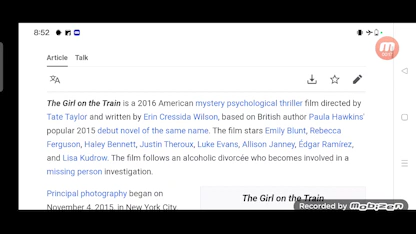 8:52
Article Talk
The Girl on the Train is a 2016 American mystery psychological thriller film directed by
Tate Taylor and written by Erin Cressida Wilson, based on British author Paula Hawkins'
popular 2015 debut novel of the same name. The film stars Emily Blunt, Rebecca
Ferguson, Haley Bennett, Justin Theroux, Luke Evans, Allison Janney, Édgar Ramírez,
and Lisa Kudrow. The film follows an alcoholic divorcée who becomes involved in a
missing person investigation.
Principal photography began on
November 4, 2015, in New York City.
The Girl on the Train
Recorded by mobizen